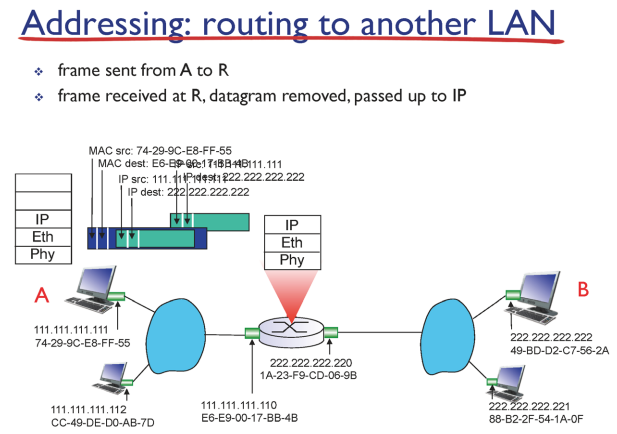 Addressing: routing to another LAN
frame sent from A to R
frame received at R, datagram removed, passed up to IP
MAC src: 74-29-9C-E8-FF-55
MAC dest: E6-E9-00-17-BB-4B
IP src: 111.111.111.111
IP dest: 222.222.222.222
IP src: 111.111.111.111
IP dest: 222.222.222.222
IP
Eth
Phy
IP
Eth
Phy
A
B
111.111.111.111
74-29-9C-E8-FF-55
222.222.222.222
49-BD-D2-C7-56-2A
222.222.222.220
1A-23-F9-CD-06-9B
111.111.111.112
CC-49-DE-D0-AB-7D
111.111.111.110
E6-E9-00-17-BB-4B
222.222.222.221
88-B2-2F-54-1A-0F